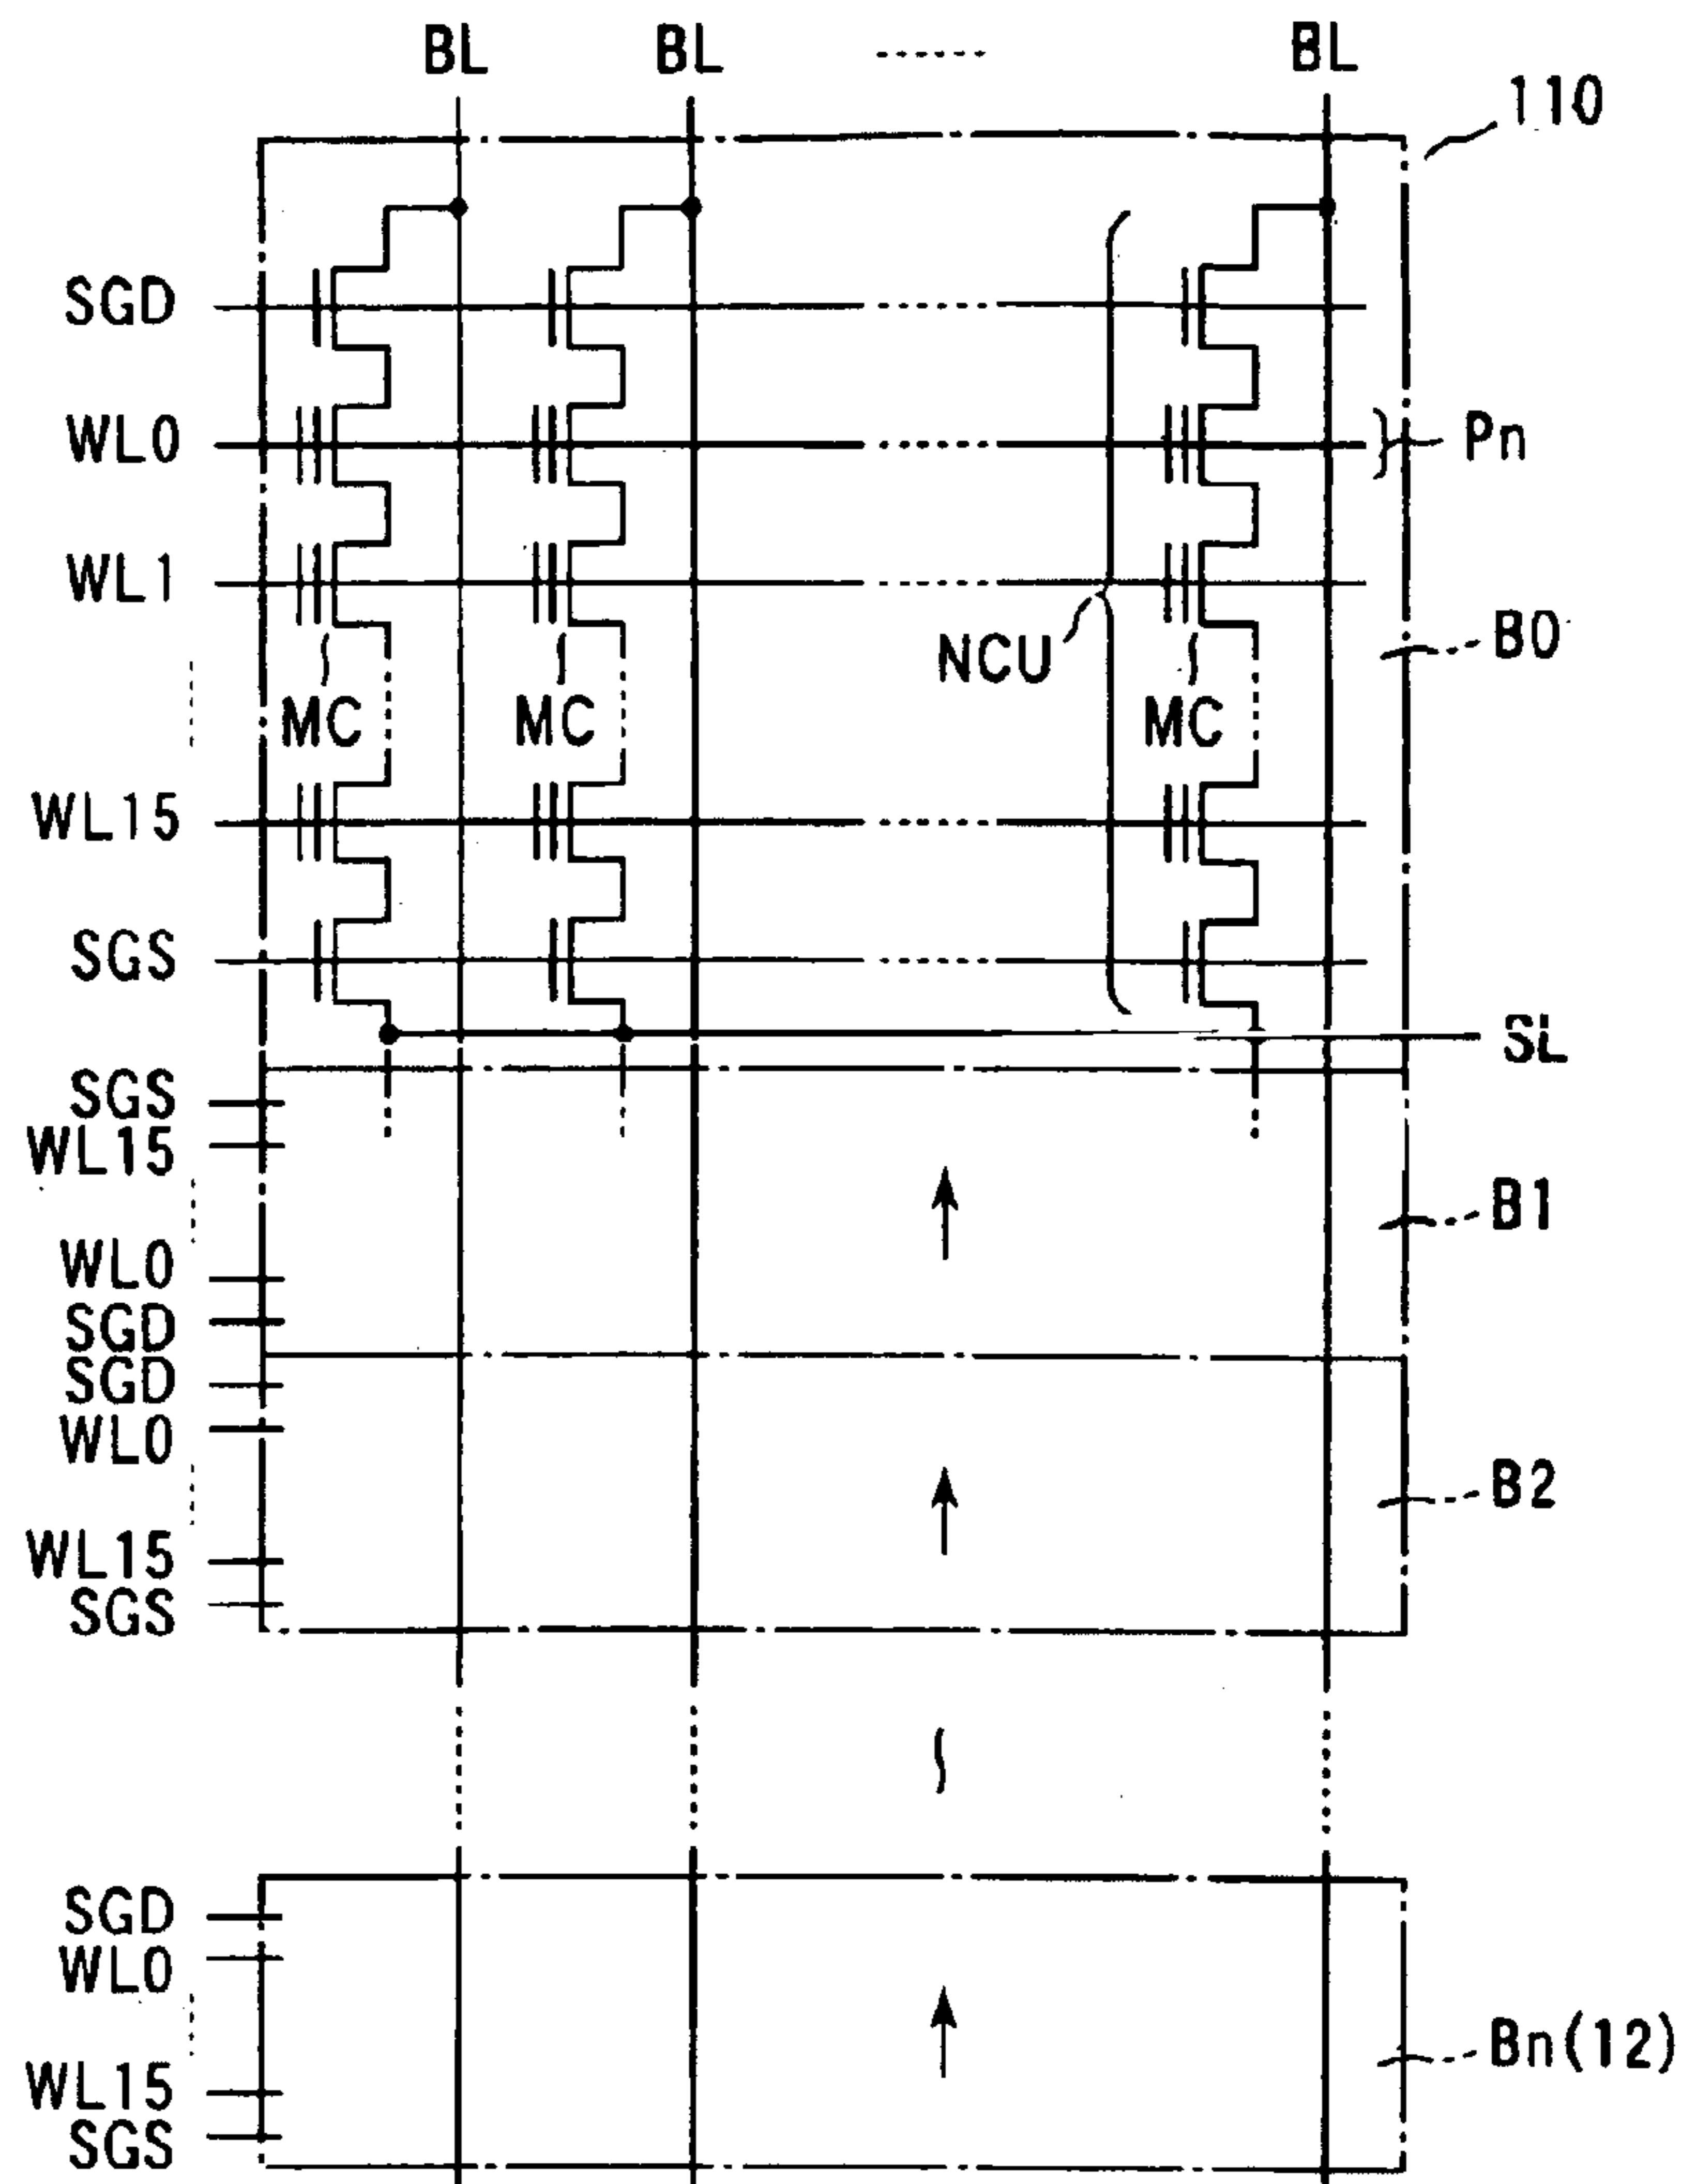 BL BL BL
110
SGD
WL0 Pn
WL1
B0
NCU
MC MC MC
WL15
SGS
SL
SGS
WL15
B1
WL0
SGD
SGD
WL0
B2
WL15
SGS
SGD
WL0
Bn(12)
WL15
SGS